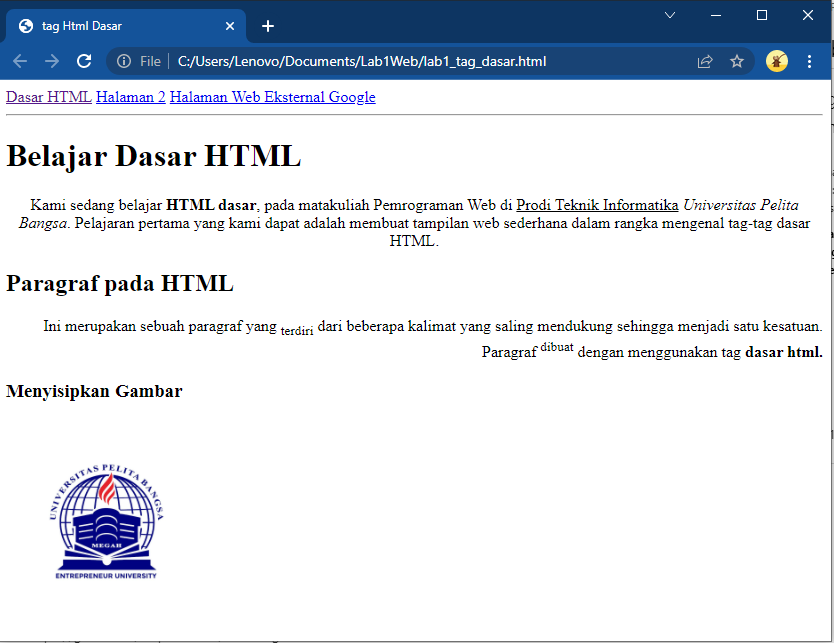 tag Html Dasar
File
C:/Users/Lenovo/Documents/Lab1Web/lab1_tag_dasar.html
Dasar HTML Halaman 2 Halaman Web Eksternal Google
Belajar Dasar HTML
Kami sedang belajar HTML dasar, pada matakuliah Pemrograman Web di Prodi Teknik Informatika Universitas Pelita
Bangsa. Pelajaran pertama yang kami dapat adalah membuat tampilan web sederhana dalam rangka mengenal tag-tag dasar
HTML.
Paragraf pada HTML
Ini merupakan sebuah paragraf yang terdiri dari beberapa kalimat yang saling mendukung sehingga menjadi satu kesatuan.
Paragraf dibuat dengan menggunakan tag dasar html.
Menyisipkan Gambar
UNIVERSITAS PELITA BANGSA
MEGAH
ENTREPRENEUR UNIVERSITY